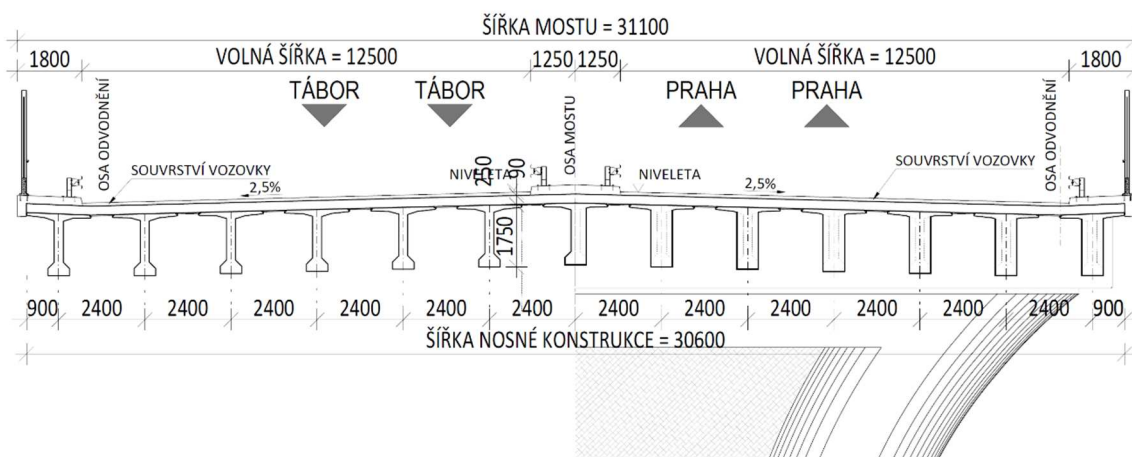 ŠÍŘKA MOSTU = 31100
1800 VOLNÁ ŠÍŘKA = 12500 1250 1250 VOLNÁ ŠÍŘKA = 12500 1800
TÁBOR TÁBOR PRAHA PRAHA
OSA ODVODNĚNÍ
OSA MOSTU
OSA ODVODNĚNÍ
SOUVRSTVÍ VOZOVKY NIVELETA 250 90 NIVELETA SOUVRSTVÍ VOZOVKY
2,5% 2,5%
1750
900 2400 2400 2400 2400 2400 2400 2400 2400 2400 2400 2400 2400 900
ŠÍŘKA NOSNÉ KONSTRUKCE = 30600